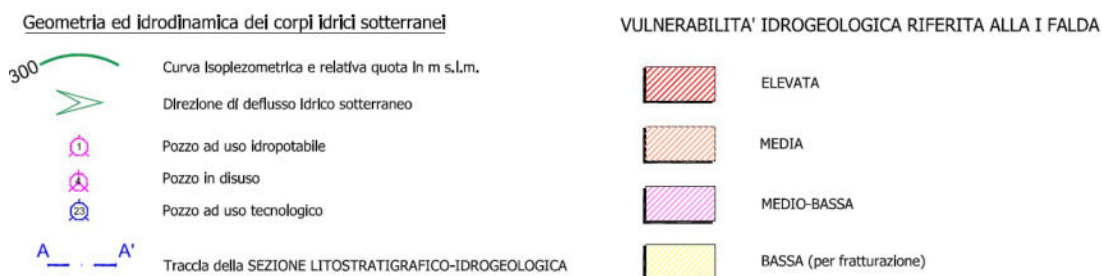 Geometria ed idrodinamica dei corpi idrici sotterranei
300
Curva isopiezometrica e relativa quota in m s.l.m.
Direzione di deflusso idrico sotterraneo
1
Pozzo ad uso idropotabile
4
Pozzo in disuso
23
Pozzo ad uso tecnologico
A A'
Traccia della SEZIONE LITOSTRATIGRAFICO-IDROGEOLOGICA
VULNERABILITA' IDROGEOLOGICA RIFERITA ALLA I FALDA
ELEVATA
MEDIA
MEDIO-BASSA
BASSA (per fratturazione)